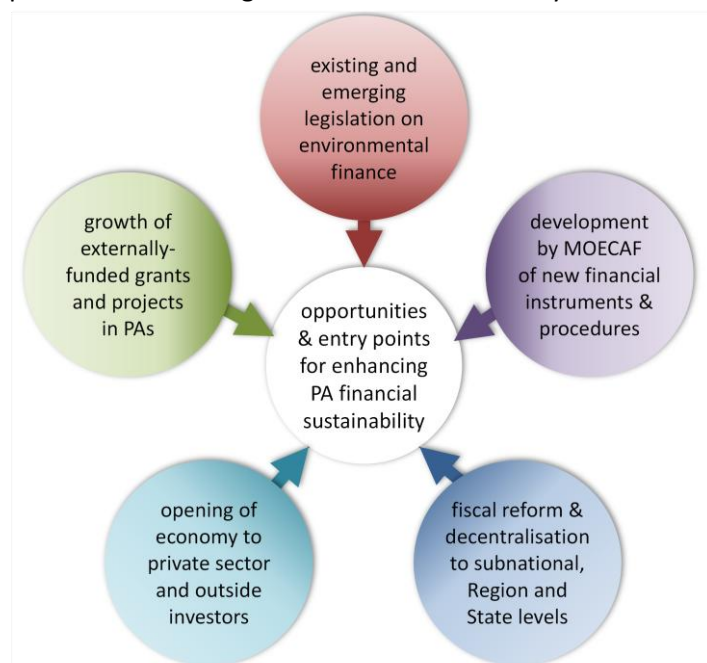 existing and
emerging
legislation on
environmental
finance
growth of
externally-
funded grants
and projects
in PAs
development
by MOECAF
of new financial
instruments &
procedures
opportunities
& entry points
for enhancing
PA financial
sustainability
opening of
economy to
private sector
and outside
investors
fiscal reform &
decentralisation
to subnational,
Region and
State levels